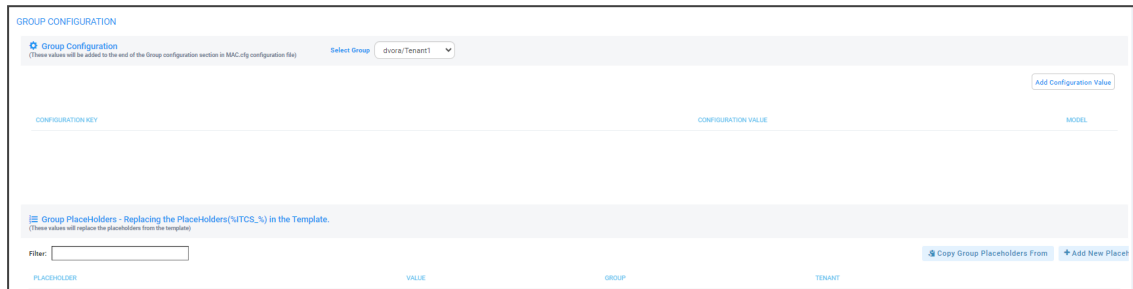 GROUP CONFIGURATION
Group Configuration
(These values will be added to the end of the Group configuration section in MAC.cfg configuration file)
Select Group dvora/Tenant1
Add Configuration Value
CONFIGURATION KEY CONFIGURATION VALUE MODEL
Group PlaceHolders - Replacing the PlaceHolders(%ITCS_%) in the Template.
(These values will replace the placeholders from the template)
Filter: Copy Group Placeholders From + Add New Placeh
PLACEHOLDER VALUE GROUP TENANT